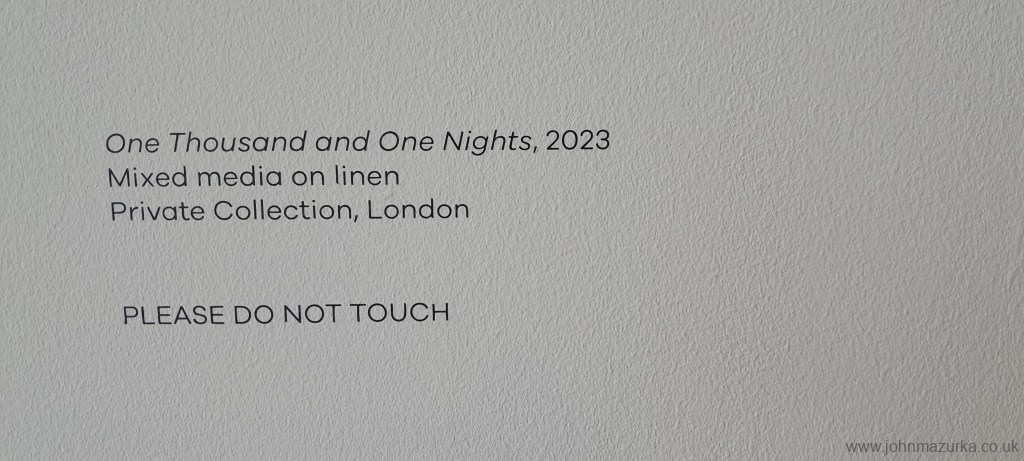 One Thousand and One Nights, 2023
Mixed media on linen
Private Collection, London
PLEASE DO NOT TOUCH
www.johnmazurka.co.uk